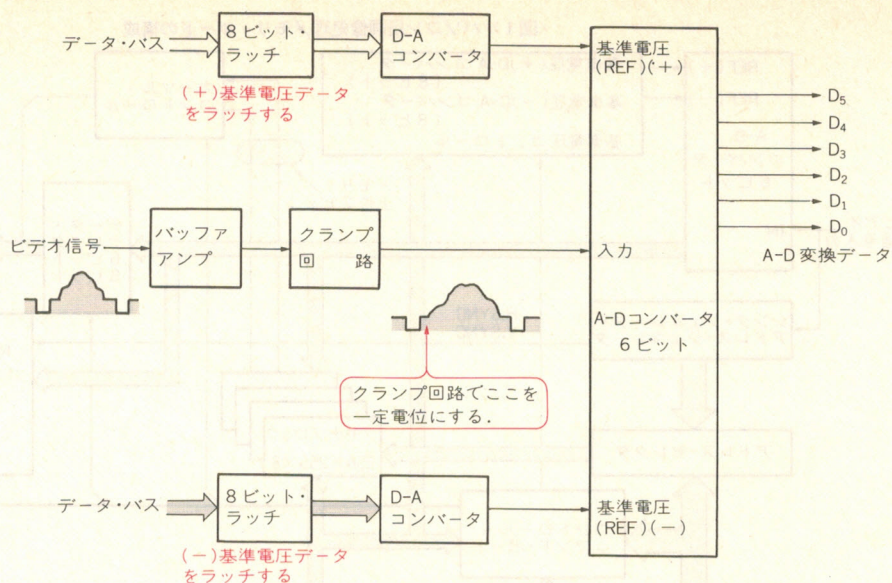 データ・バス
8ビット・
ラッチ
D-A
コンバータ
基準電圧
(REF)(+)
(+)基準電圧データ
をラッチする
D5
D4
D3
D2
D1
D0
A-D変換データ
ビデオ信号
バッファ
アンプ
クランプ
回 路
入力
A-Dコンバータ
6ビット
クランプ回路でここを
一定電位にする.
データ・バス
8ビット・
ラッチ
D-A
コンバータ
基準電圧
(REF)(-)
(-)基準電圧データ
をラッチする